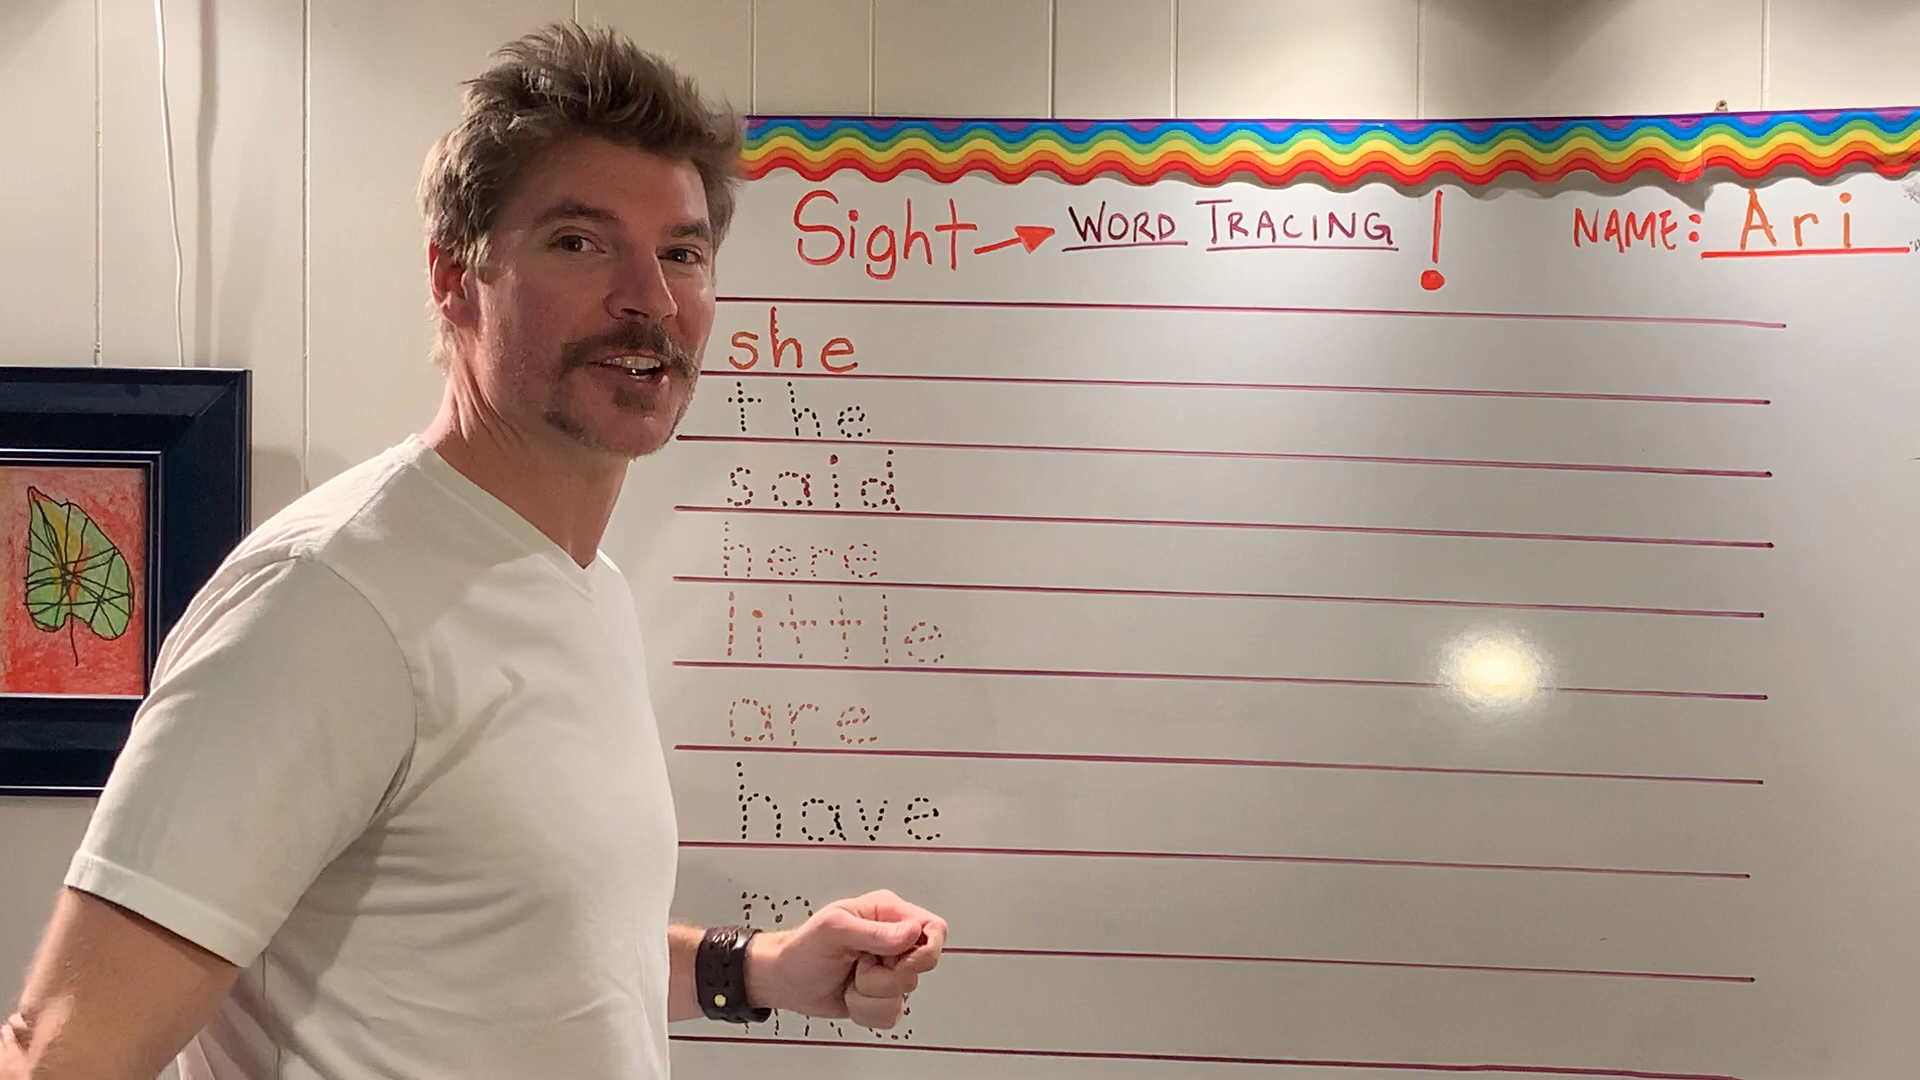 Sight → WORD TRACING! NAME: Ari
she
the
said
here
little
are
have